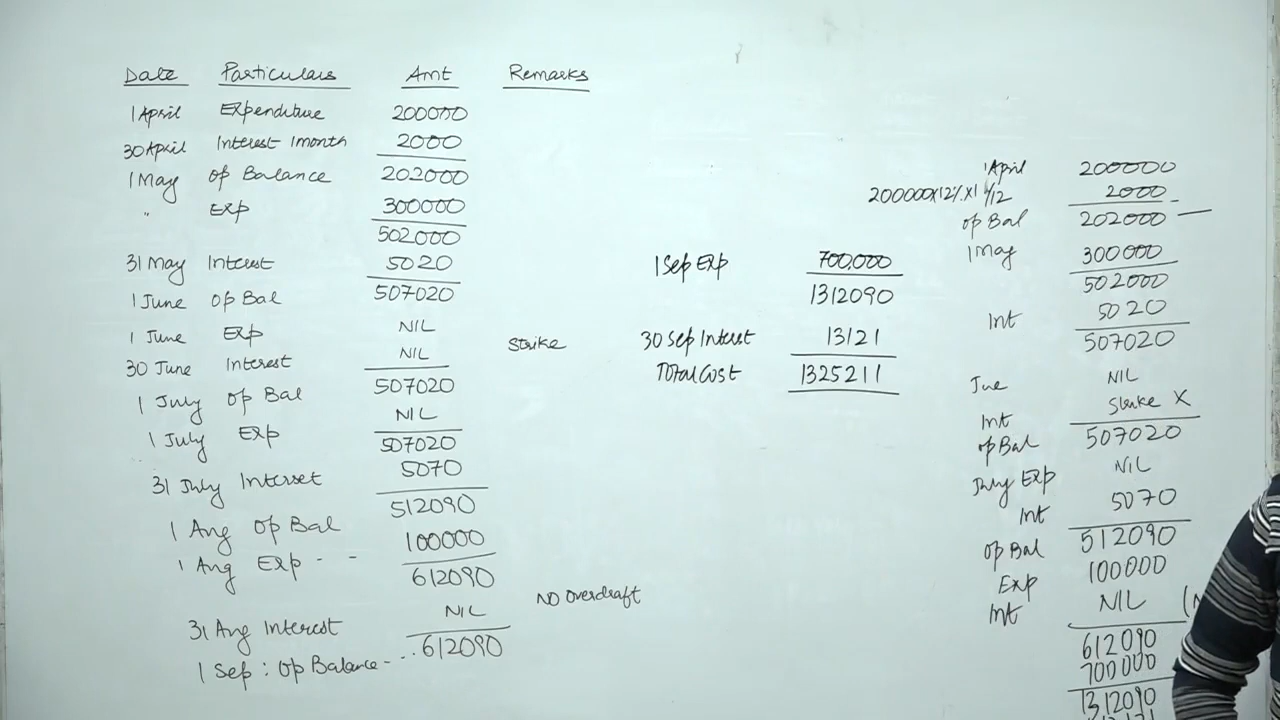 Date Particulars Amt Remarks
1 April Expenditure 200000
30 April Interest 1month 2000
1 May op Balance 202000
" Exp 300000
502000
31 May Interest 5020
1 June op Bal 507020
1 June Exp NIL
30 June Interest NIL Strike
1 July op Bal 507020
1 July Exp NIL
507020
31 July Interset 5070
1 Aug op Bal 512090
1 Aug Exp - - 100000
612090
31 Aug Interest NIL No overdraft
1 Sep : op Balance - - . . 612090
1 Sep Exp 700,000
1312090
30 Sep Interest 13121
Total Cost 1325211
1 April 200000
200000x12%x1/12 2000
op Bal 202000
1 May 300000
502000
Int 5020
507020
Jue NIL
Int Strike X
op Bal 507020
July Exp NIL
Int 5070
op Bal 512090
Exp 100000
Int NIL (
612090
700000
1312090